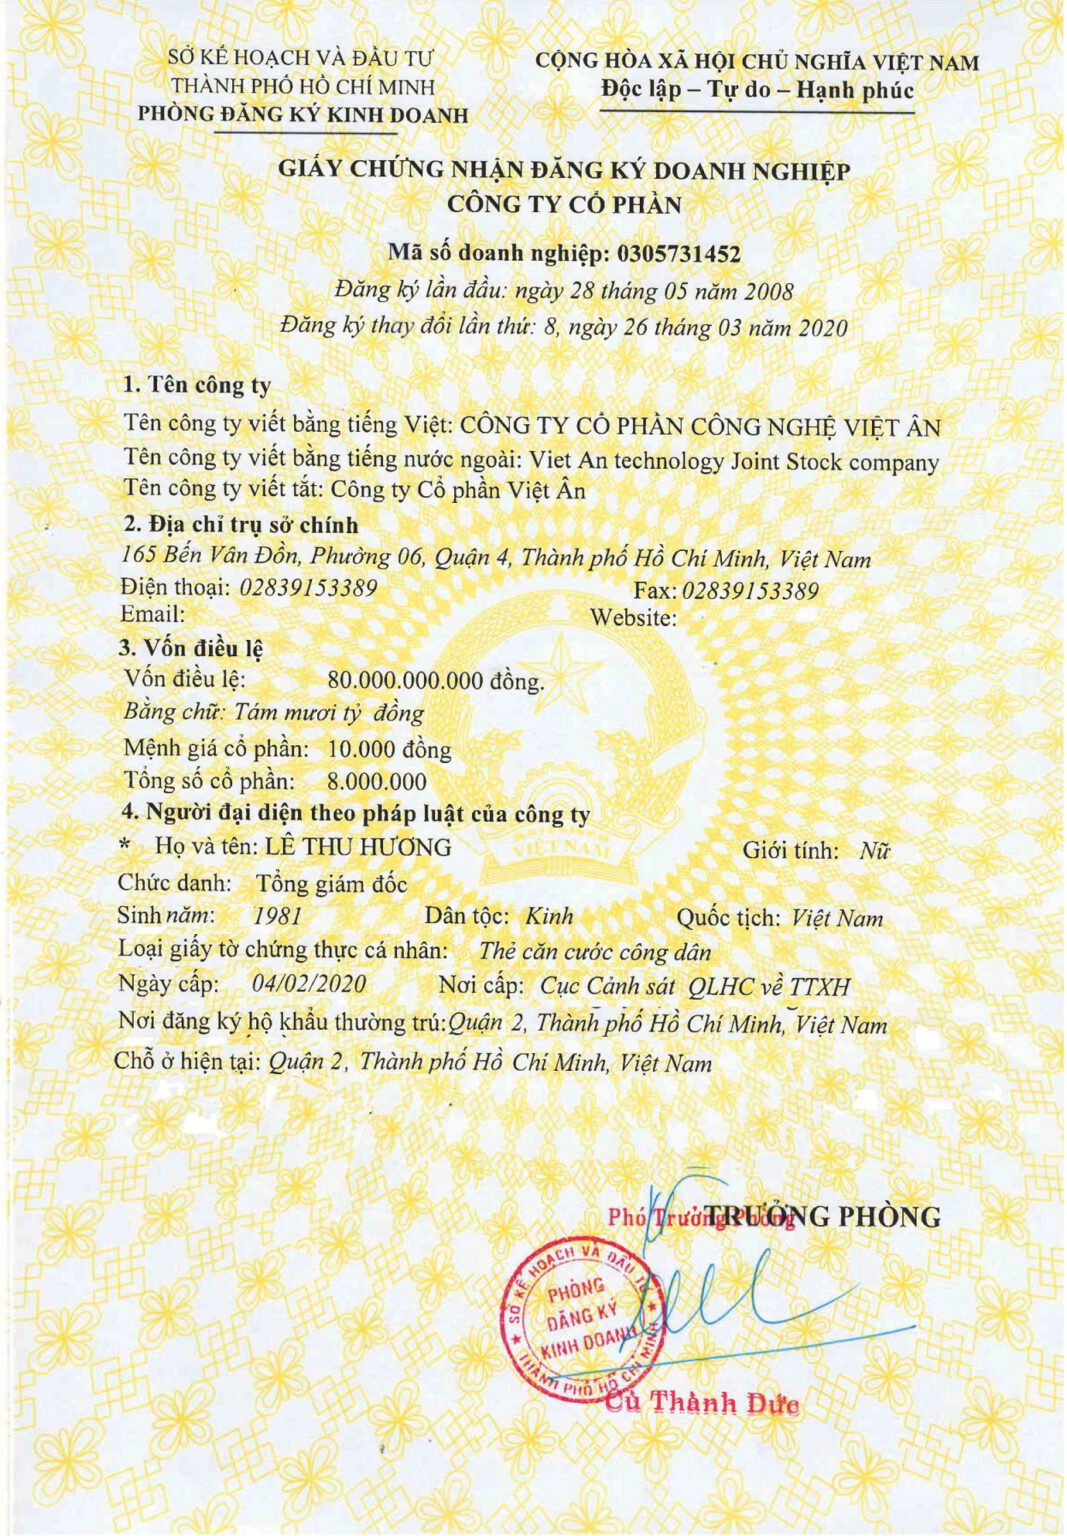 SỞ KẾ HOẠCH VÀ ĐẦU TƯ
THÀNH PHỐ HỒ CHÍ MINH
PHÒNG ĐĂNG KÝ KINH DOANH
CỘNG HÒA XÃ HỘI CHỦ NGHĨA VIỆT NAM
Độc lập – Tự do – Hạnh phúc
GIẤY CHỨNG NHẬN ĐĂNG KÝ DOANH NGHIỆP
CÔNG TY CỔ PHẦN
Mã số doanh nghiệp: 0305731452
Đăng ký lần đầu: ngày 28 tháng 05 năm 2008
Đăng ký thay đổi lần thứ: 8, ngày 26 tháng 03 năm 2020
1. Tên công ty
Tên công ty viết bằng tiếng Việt: CÔNG TY CỔ PHẦN CÔNG NGHỆ VIỆT ÂN
Tên công ty viết bằng tiếng nước ngoài: Viet An technology Joint Stock company
Tên công ty viết tắt: Công ty Cổ phần Việt Ân
2. Địa chỉ trụ sở chính
165 Bến Vân Đồn, Phường 06, Quận 4, Thành phố Hồ Chí Minh, Việt Nam
Điện thoại: 02839153389 Fax: 02839153389
Email: Website:
3. Vốn điều lệ
Vốn điều lệ: 80.000.000.000 đồng.
Bằng chữ: Tám mươi tỷ đồng
Mệnh giá cổ phần: 10.000 đồng
Tổng số cổ phần: 8.000.000
4. Người đại diện theo pháp luật của công ty
* Họ và tên: LÊ THU HƯƠNG Giới tính: Nữ
VIỆT NAM
Chức danh: Tổng giám đốc
Sinh năm: 1981 Dân tộc: Kinh Quốc tịch: Việt Nam
Loại giấy tờ chứng thực cá nhân: Thẻ căn cước công dân
Ngày cấp: 04/02/2020 Nơi cấp: Cục Cảnh sát QLHC về TTXH
Nơi đăng ký hộ khẩu thường trú: Quận 2, Thành phố Hồ Chí Minh, Việt Nam
Chỗ ở hiện tại: Quận 2, Thành phố Hồ Chí Minh, Việt Nam
TRƯỞNG PHÒNG
Phó Trưởng Phòng
SỞ KẾ HOẠCH VÀ ĐẦU TƯ
PHÒNG
ĐĂNG KÝ
KINH DOANH
THÀNH PHỐ HỒ CHÍ MINH
Cù Thành Đức